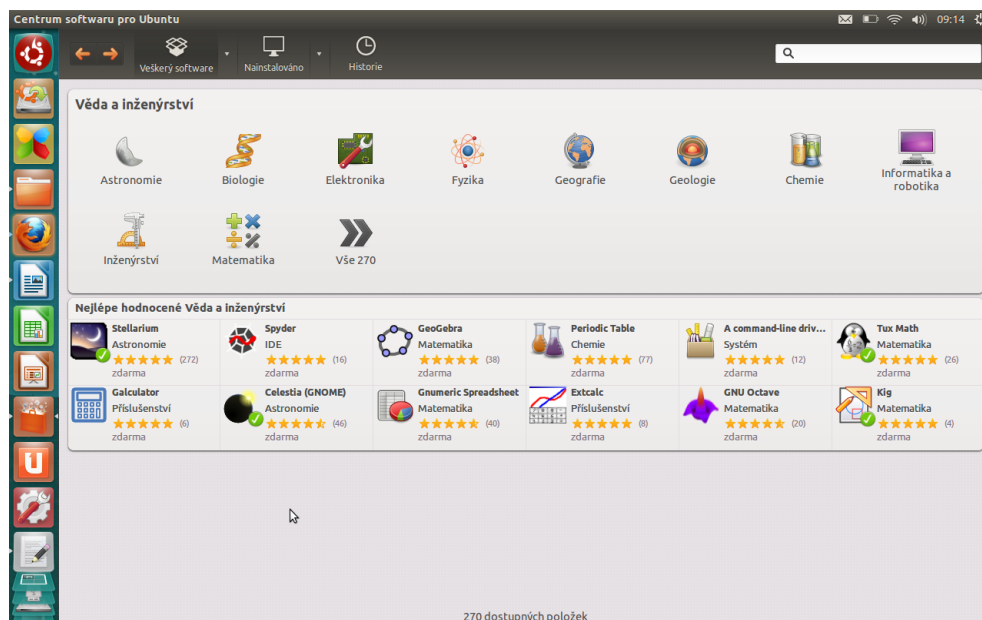 Centrum softwaru pro Ubuntu
09:14
Veškerý software
Nainstalováno
Historie
Věda a inženýrství
Astronomie
Biologie
Elektronika
Fyzika
Geografie
Geologie
Chemie
Informatika a
robotika
Inženýrství
Matematika
Vše 270
Nejlépe hodnocené Věda a inženýrství
Stellarium
Astronomie
(272)
zdarma
Spyder
IDE
(16)
zdarma
GeoGebra
Matematika
(38)
zdarma
Periodic Table
Chemie
(77)
zdarma
A command-line driv...
Systém
(12)
zdarma
Tux Math
Matematika
(26)
zdarma
Galculator
Příslušenství
(6)
zdarma
Celestia (GNOME)
Astronomie
(46)
zdarma
Gnumeric Spreadsheet
Matematika
(40)
zdarma
Extcalc
Příslušenství
(8)
zdarma
GNU Octave
Matematika
(20)
zdarma
Kig
Matematika
(4)
zdarma
270 dostupných položek